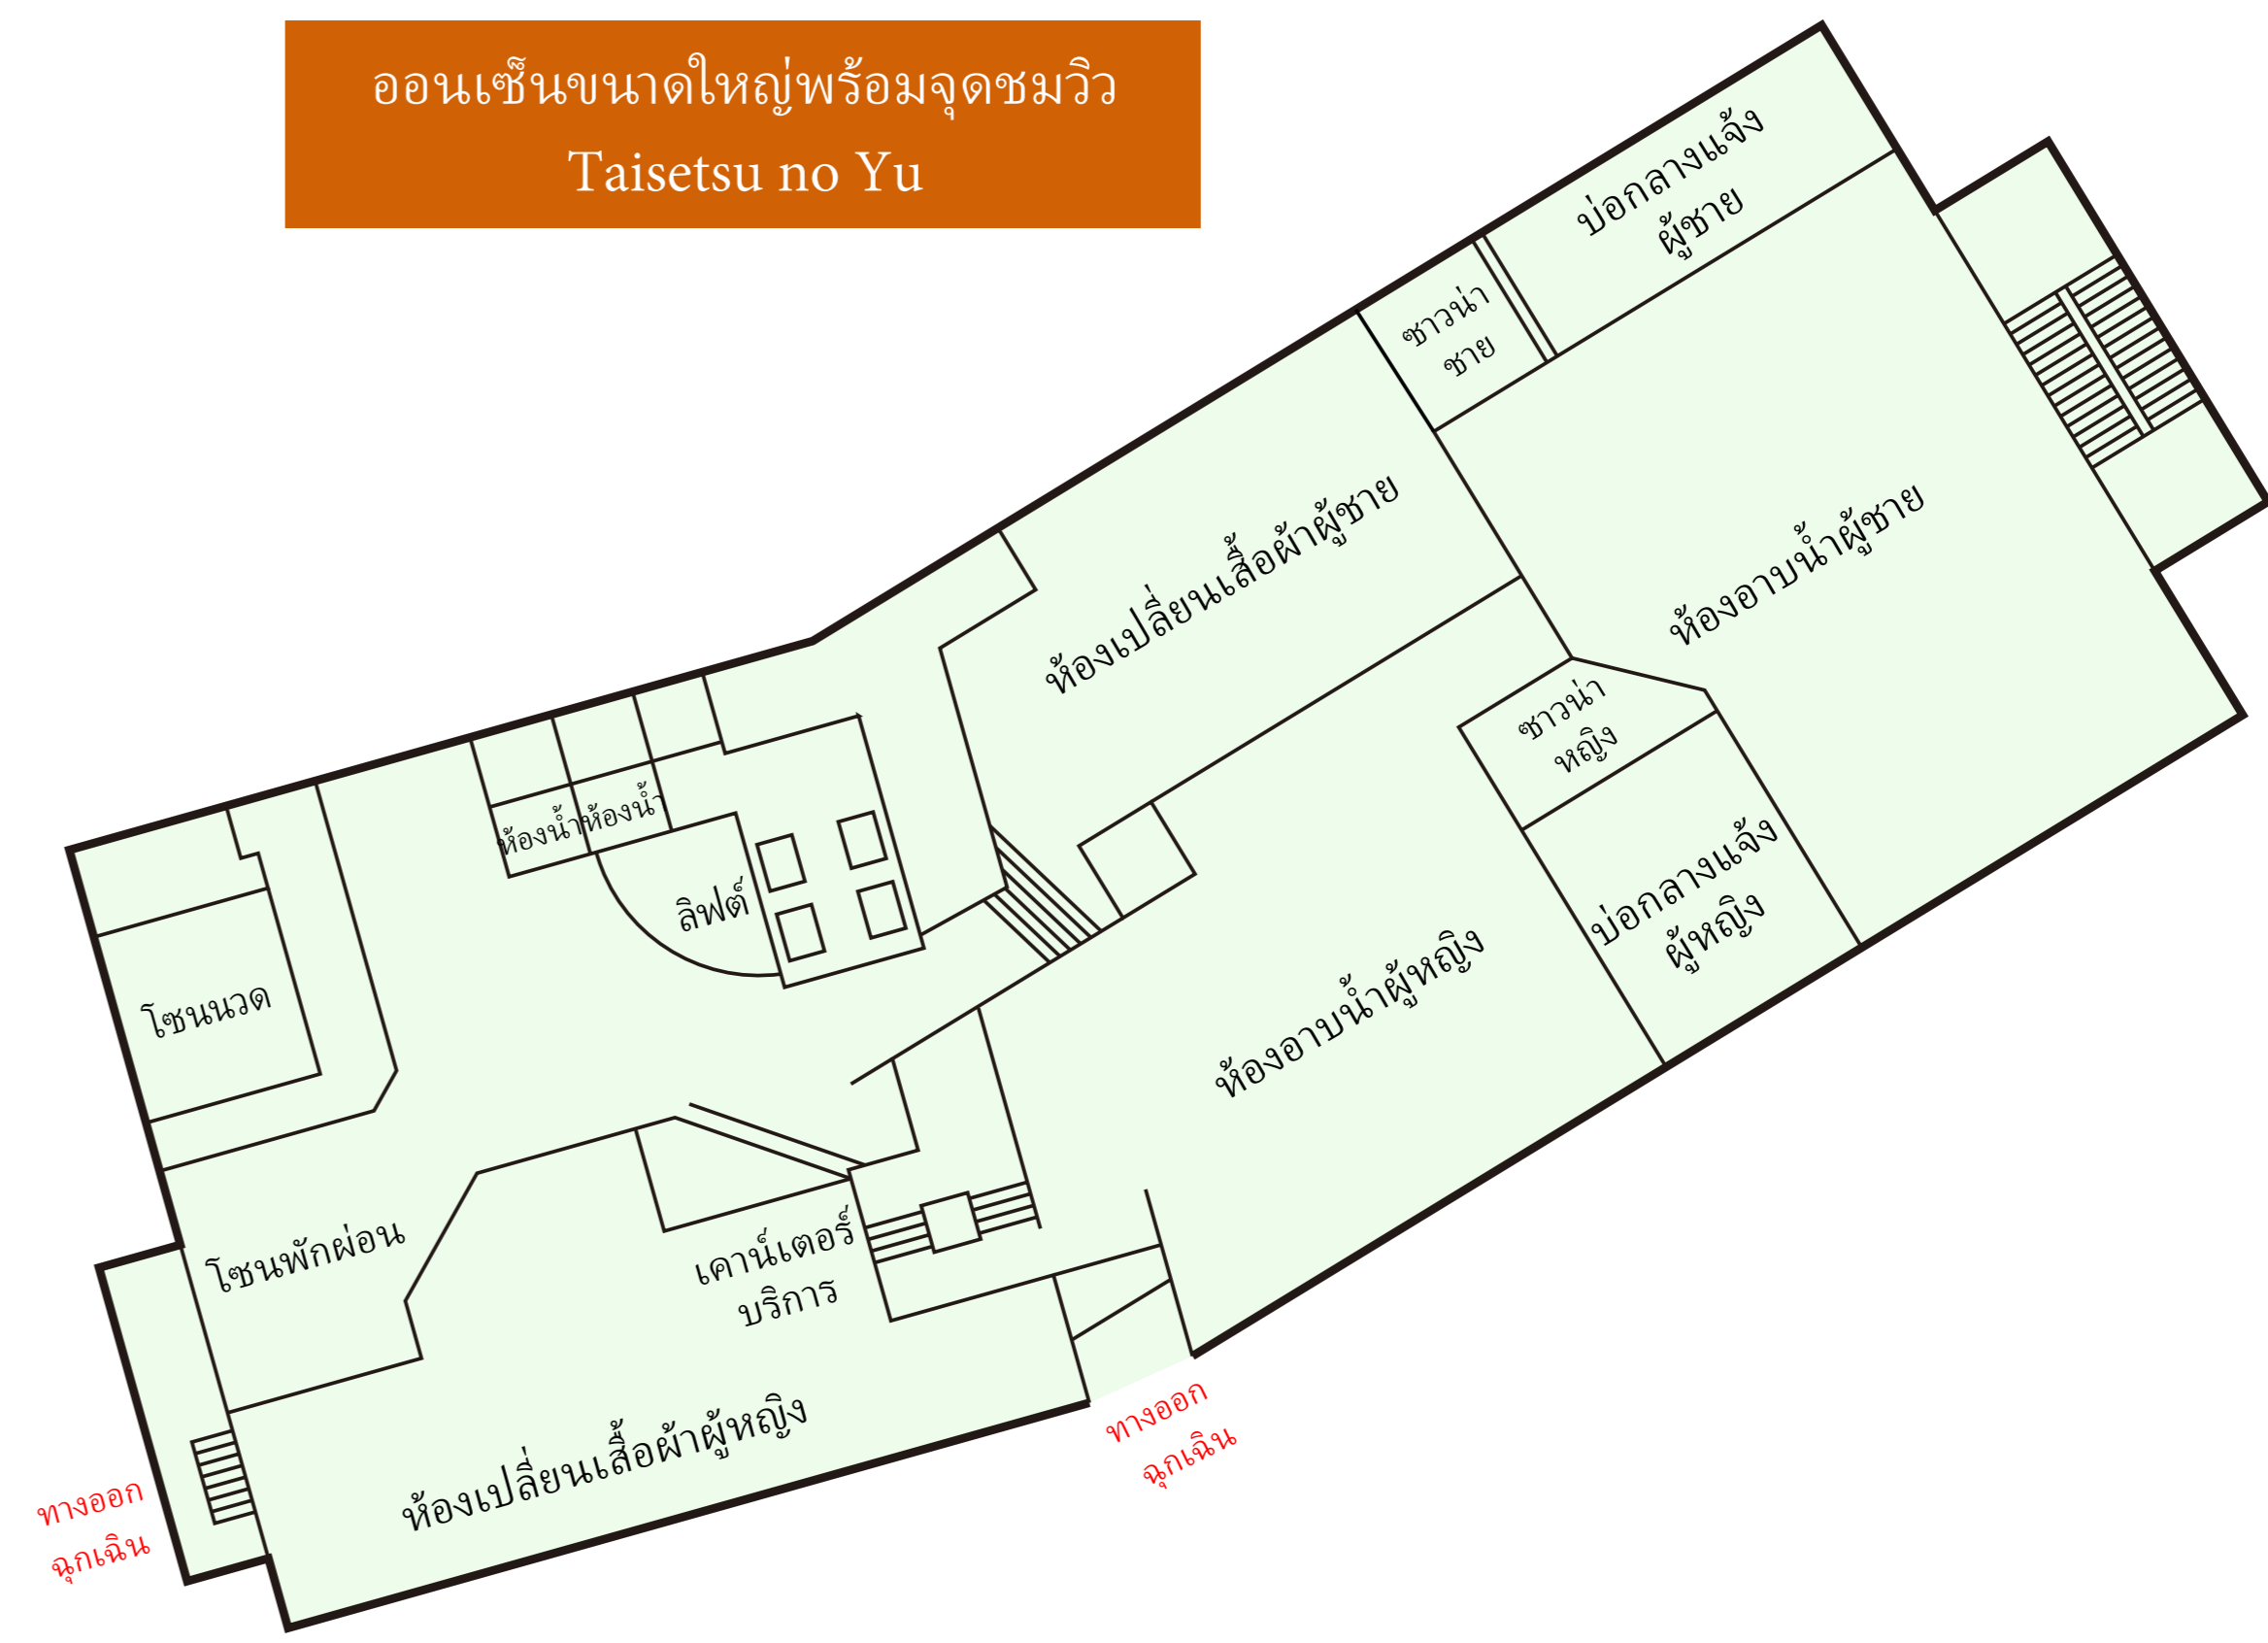 ออนเซ็นขนาดใหญ่พร้อมจุดชมวิว
Taisetsu no Yu
บ่อกลางแจ้ง
ผู้ชาย
ซาวน่า
ชาย
ห้องเปลี่ยนเสื้อผ้าผู้ชาย
ห้องอาบน้ำผู้ชาย
ซาวน่า
หญิง
ห้องน้ำ
ห้องน้ำ
ลิฟต์
บ่อกลางแจ้ง
ผู้หญิง
โซนนวด
ห้องอาบน้ำผู้หญิง
โซนพักผ่อน
เคาน์เตอร์
บริการ
ห้องเปลี่ยนเสื้อผ้าผู้หญิง
ทางออก
ฉุกเฉิน
ทางออก
ฉุกเฉิน